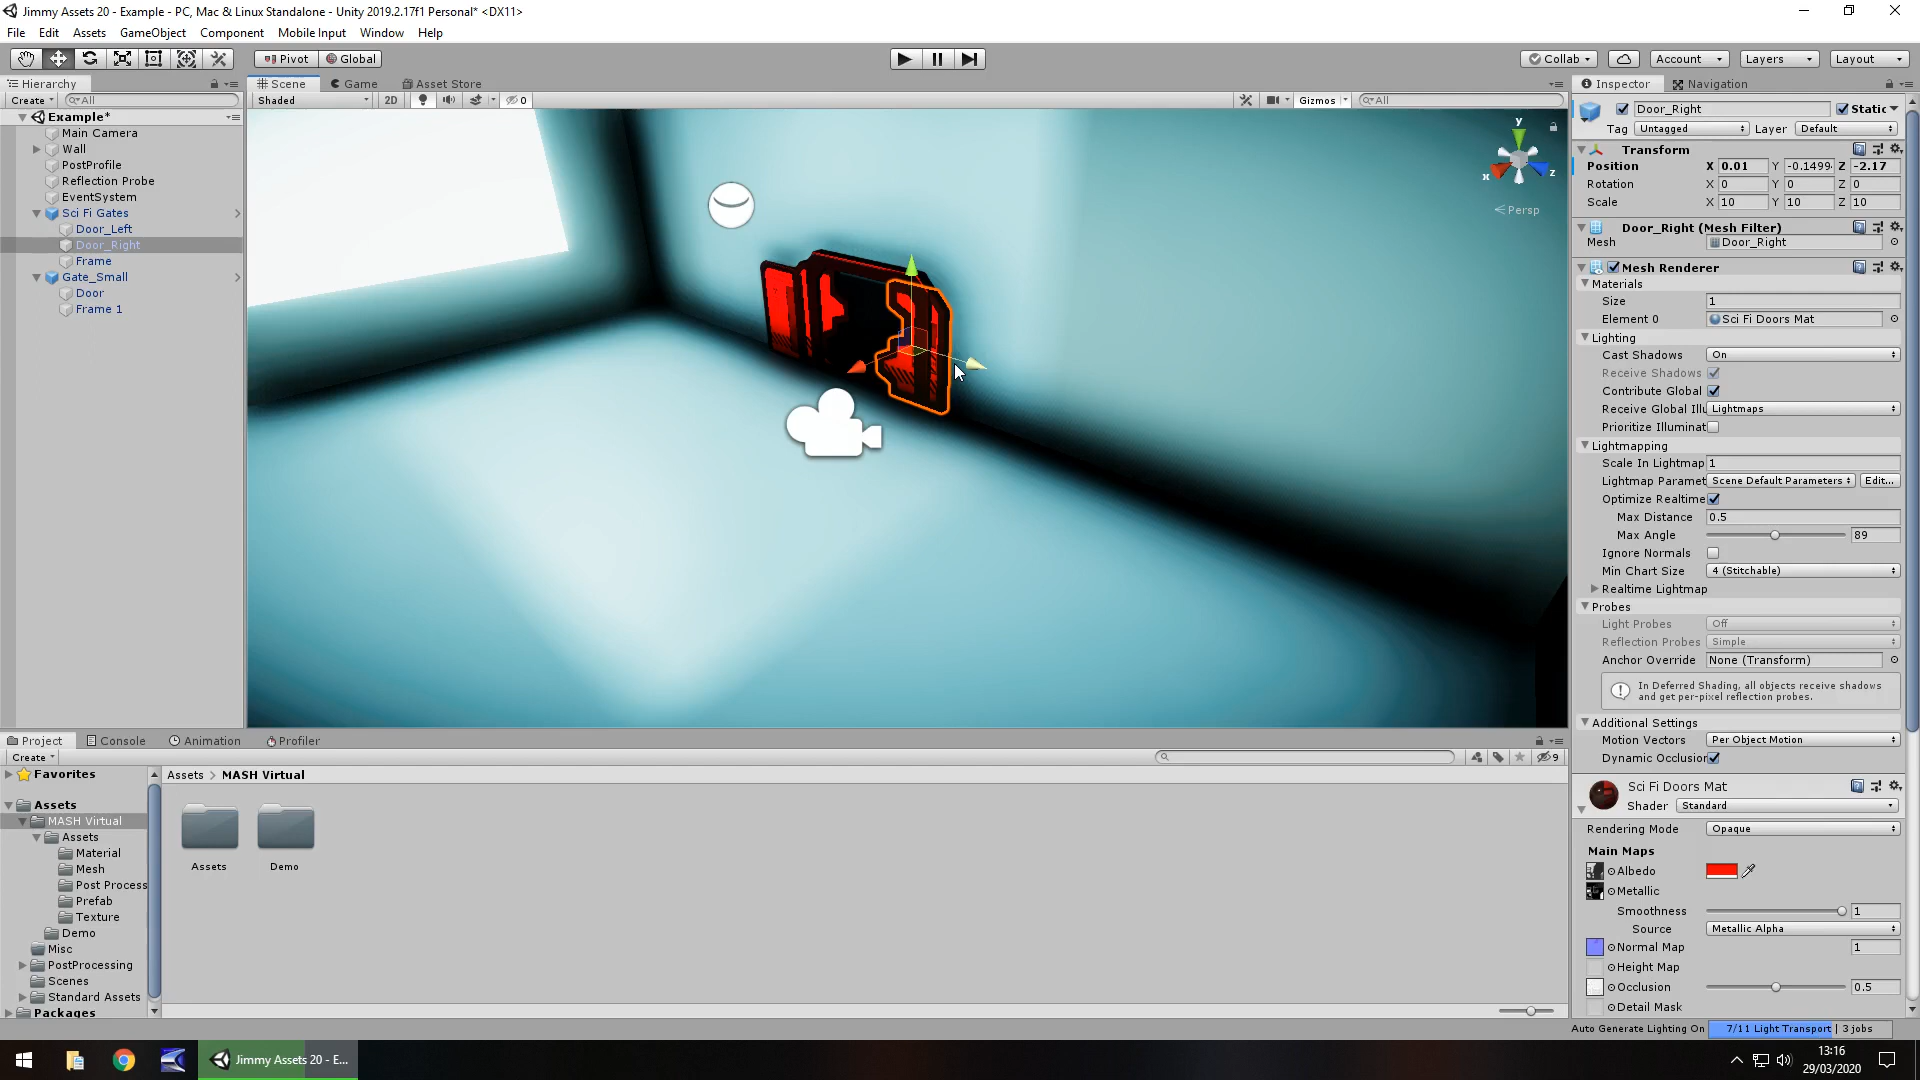 Jimmy Assets 20 - Example - PC, Mac & Linux Standalone - Unity 2019.2.17f1 Personal* <DX11>
File Edit Assets GameObject Component Mobile Input Window Help
Pivot Global Collab Account Layers Layout
Hierarchy Scene Game Asset Store Inspector Navigation
Create All Shaded 2D 0 Gizmos All
Example*
Main Camera
Wall
PostProfile
Reflection Probe
EventSystem
Sci Fi Gates
Door_Left
Door_Right
Frame
Gate_Small
Door
Frame 1
y
x
z
Persp
Door_Right Static
Tag Untagged Layer Default
Transform
Position X 0.01 Y -0.1499 Z -2.17
Rotation X 0 Y 0 Z 0
Scale X 10 Y 10 Z 10
Door_Right (Mesh Filter)
Mesh Door_Right
Mesh Renderer
Materials
Size 1
Element 0 Sci Fi Doors Mat
Lighting
Cast Shadows On
Receive Shadows
Contribute Global
Receive Global Illu Lightmaps
Prioritize Illuminat
Lightmapping
Scale In Lightmap 1
Lightmap Paramet Scene Default Parameters Edit...
Optimize Realtime
Max Distance 0.5
Max Angle 89
Ignore Normals
Min Chart Size 4 (Stitchable)
Realtime Lightmap
Probes
Light Probes Off
Reflection Probes Simple
Anchor Override None (Transform)
In Deferred Shading, all objects receive shadows
and get per-pixel reflection probes.
Additional Settings
Motion Vectors Per Object Motion
Dynamic Occlusion
Sci Fi Doors Mat
Shader Standard
Rendering Mode Opaque
Main Maps
Albedo
Metallic
Smoothness 1
Source Metallic Alpha
Normal Map 1
Height Map
Occlusion 0.5
Detail Mask
Project Console Animation Profiler
Create 9
Favorites
Assets
MASH Virtual
Assets
Material
Mesh
Post Process
Prefab
Texture
Demo
Misc
PostProcessing
Scenes
Standard Assets
Packages
Assets > MASH Virtual
Assets Demo
Auto Generate Lighting On 7/11 Light Transport | 3 jobs
Jimmy Assets 20 - E...
13:16
29/03/2020